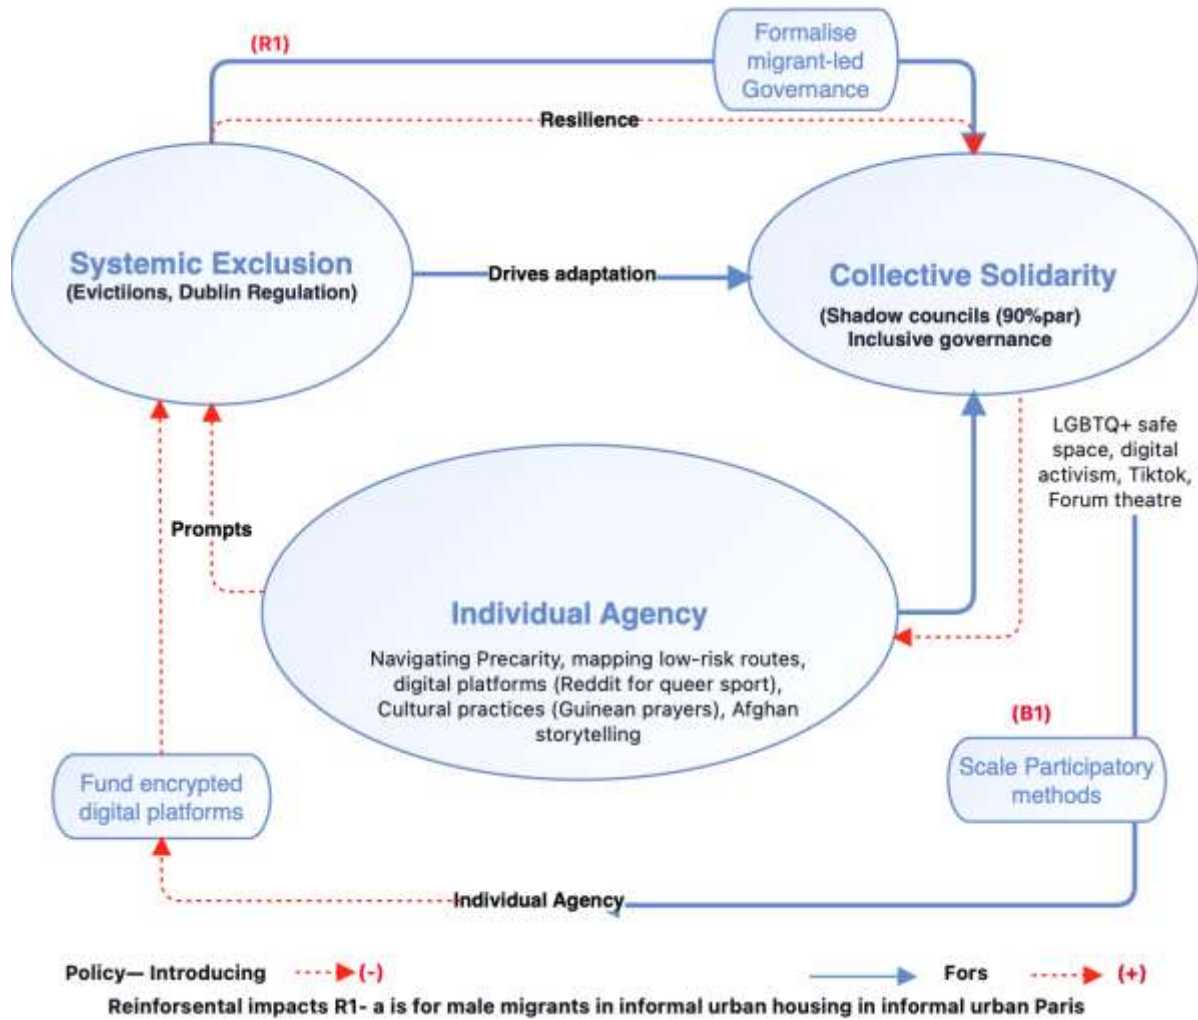 (R1)
Formalise
migrant-led
Governance
Resilience
Systemic Exclusion
(Evictiions, Dublin Regulation)
Drives adaptation
Collective Solidarity
(Shadow councils (90%par)
Inclusive governance
LGBTQ+ safe
space, digital
activism, Tiktok,
Forum theatre
Prompts
Individual Agency
Navigating Precarity, mapping low-risk routes,
digital platforms (Reddit for queer sport),
Cultural practices (Guinean prayers), Afghan
storytelling
(B1)
Scale Participatory
methods
Fund encrypted
digital platforms
Individual Agency
Policy— Introducing (-) Fors (+)
Reinforsental impacts R1- a is for male migrants in informal urban housing in informal urban Paris